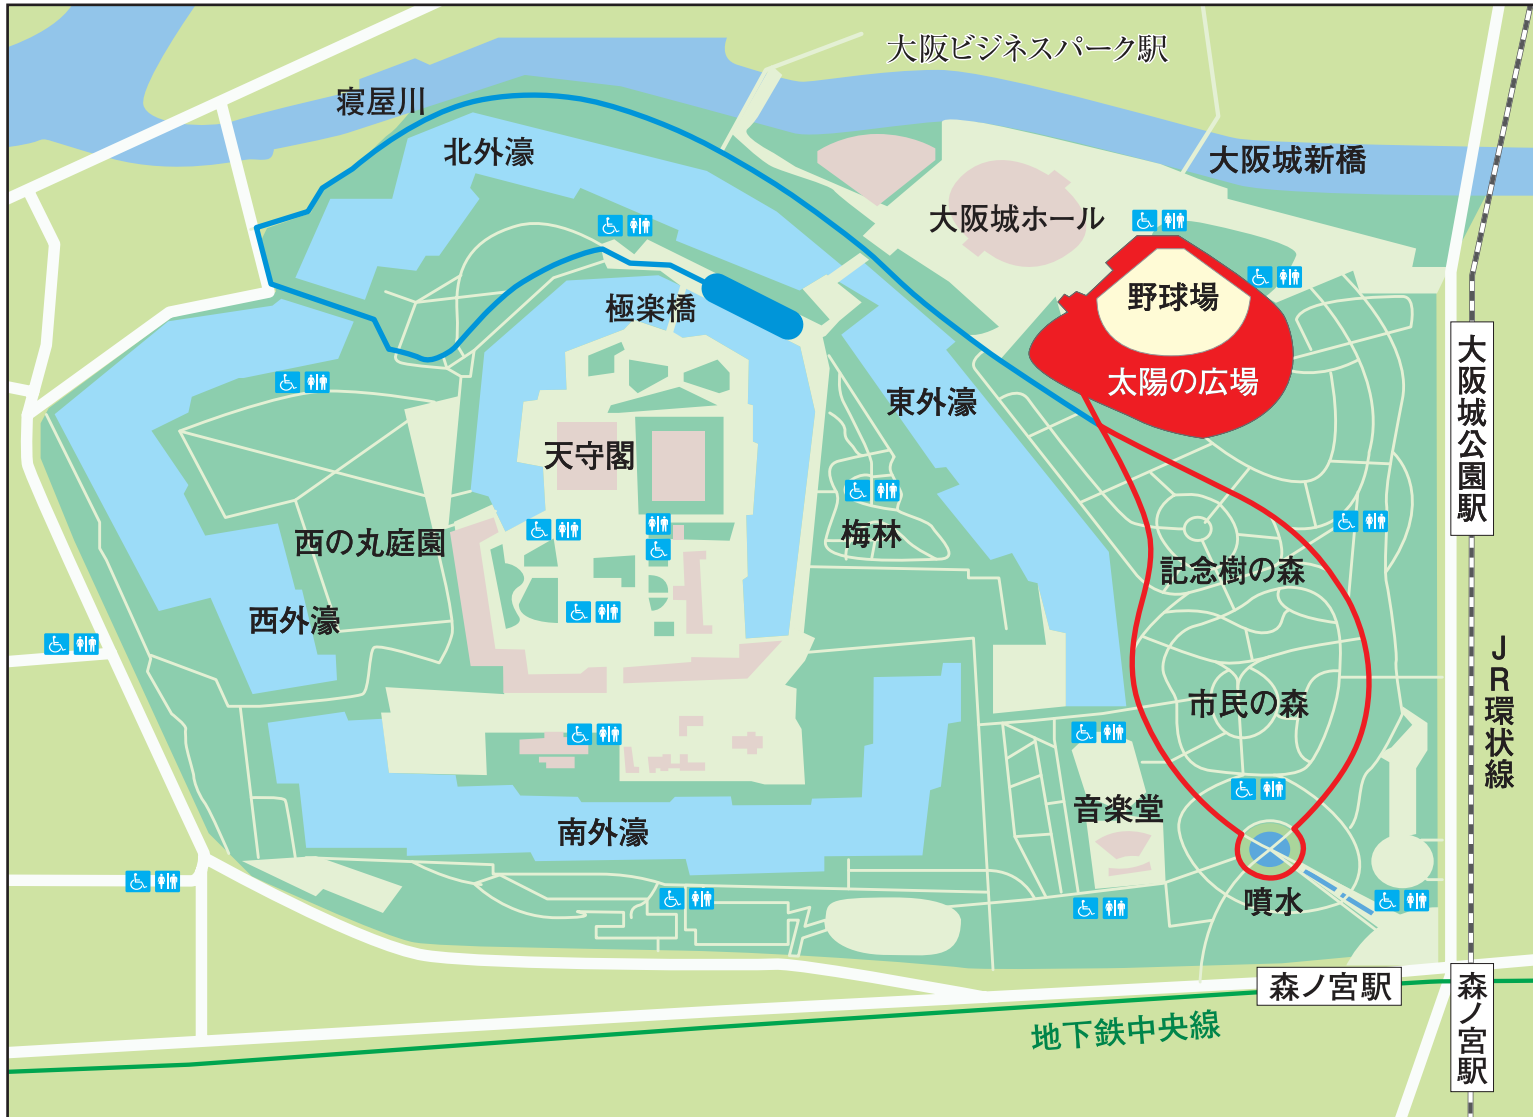 大阪ビジネスパーク駅
寝屋川
北外濠
大阪城新橋
大阪城ホール
極楽橋
野球場
太陽の広場
東外濠
大阪城公園駅
天守閣
西の丸庭園
梅林
記念樹の森
西外濠
市民の森
JR環状線
音楽堂
南外濠
噴水
森ノ宮駅
森ノ宮駅
地下鉄中央線